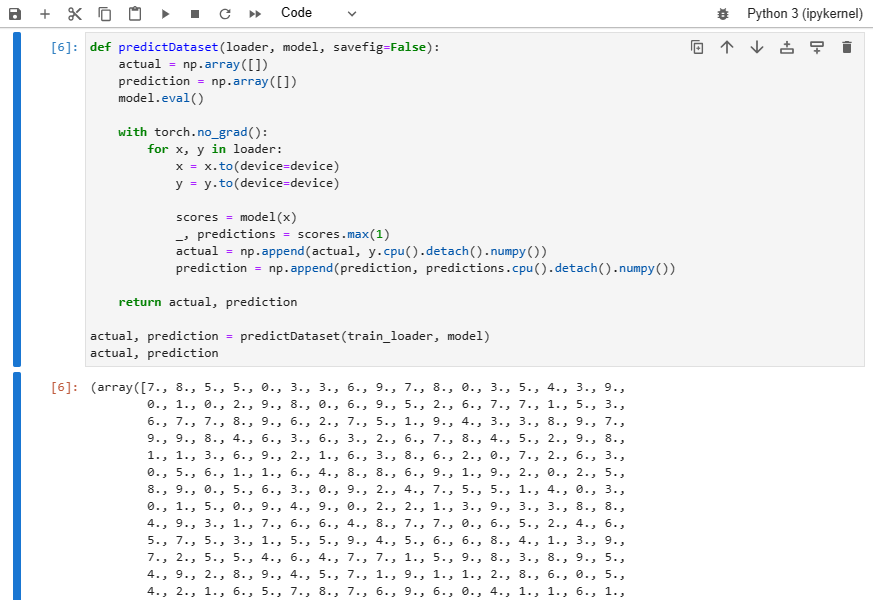 Code
Python 3 (ipykernel)
[6]: def predictDataset(loader, model, savefig=False):
    actual = np.array([])
    prediction = np.array([])
    model.eval()

    with torch.no_grad():
        for x, y in loader:
            x = x.to(device=device)
            y = y.to(device=device)

            scores = model(x)
            _, predictions = scores.max(1)
            actual = np.append(actual, y.cpu().detach().numpy())
            prediction = np.append(prediction, predictions.cpu().detach().numpy())

    return actual, prediction

actual, prediction = predictDataset(train_loader, model)
actual, prediction
[6]: (array([7., 8., 5., 5., 0., 3., 3., 6., 9., 7., 8., 0., 3., 5., 4., 3., 9.,
0., 1., 0., 2., 9., 8., 0., 6., 9., 5., 2., 6., 7., 7., 1., 5., 3.,
6., 7., 7., 8., 9., 6., 2., 7., 5., 1., 9., 4., 3., 3., 8., 9., 7.,
9., 9., 8., 4., 6., 3., 6., 3., 2., 6., 7., 8., 4., 5., 2., 9., 8.,
1., 1., 3., 6., 9., 2., 1., 6., 3., 8., 6., 2., 0., 7., 2., 6., 3.,
0., 5., 6., 1., 1., 6., 4., 8., 8., 6., 9., 1., 9., 2., 0., 2., 5.,
8., 9., 0., 5., 6., 3., 0., 9., 2., 4., 7., 5., 5., 1., 4., 0., 3.,
0., 1., 5., 0., 9., 4., 9., 0., 2., 2., 1., 3., 9., 3., 3., 8., 8.,
4., 9., 3., 1., 7., 6., 6., 4., 8., 7., 7., 0., 6., 5., 2., 4., 6.,
5., 7., 5., 3., 1., 5., 5., 9., 4., 5., 6., 6., 8., 4., 1., 3., 9.,
7., 2., 5., 5., 4., 6., 4., 7., 7., 1., 5., 9., 8., 3., 8., 9., 5.,
4., 9., 2., 8., 9., 4., 5., 7., 1., 9., 1., 1., 2., 8., 6., 0., 5.,
4., 2., 1., 6., 5., 7., 8., 7., 6., 9., 6., 0., 4., 1., 1., 6., 1.,